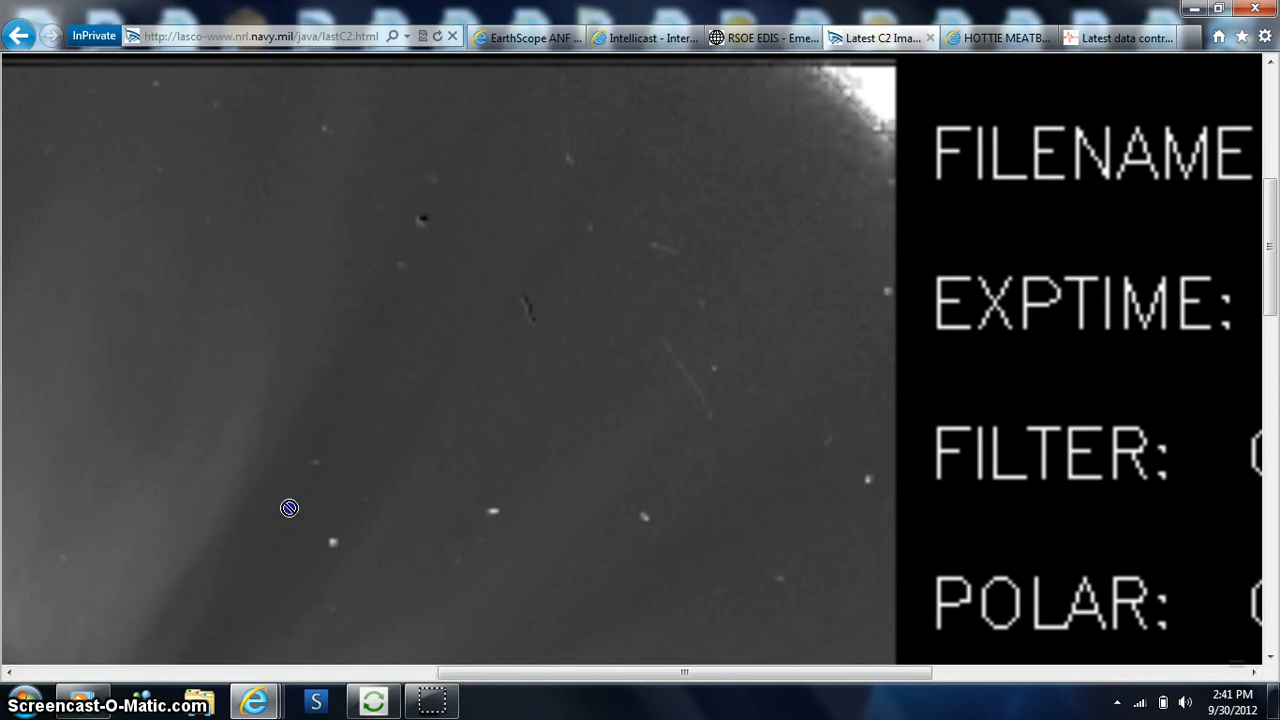 InPrivate
http://lasco-www.nrl.navy.mil/java/lastC2.html
EarthScope ANF ...
Intellicast - Inter...
RSOE EDIS - Eme...
Latest C2 Ima...
HOTTIE MEATB...
Latest data contr...
FILENAME
EXPTIME:
FILTER:
POLAR:
Screencast-O-Matic.com
S
2:41 PM
9/30/2012